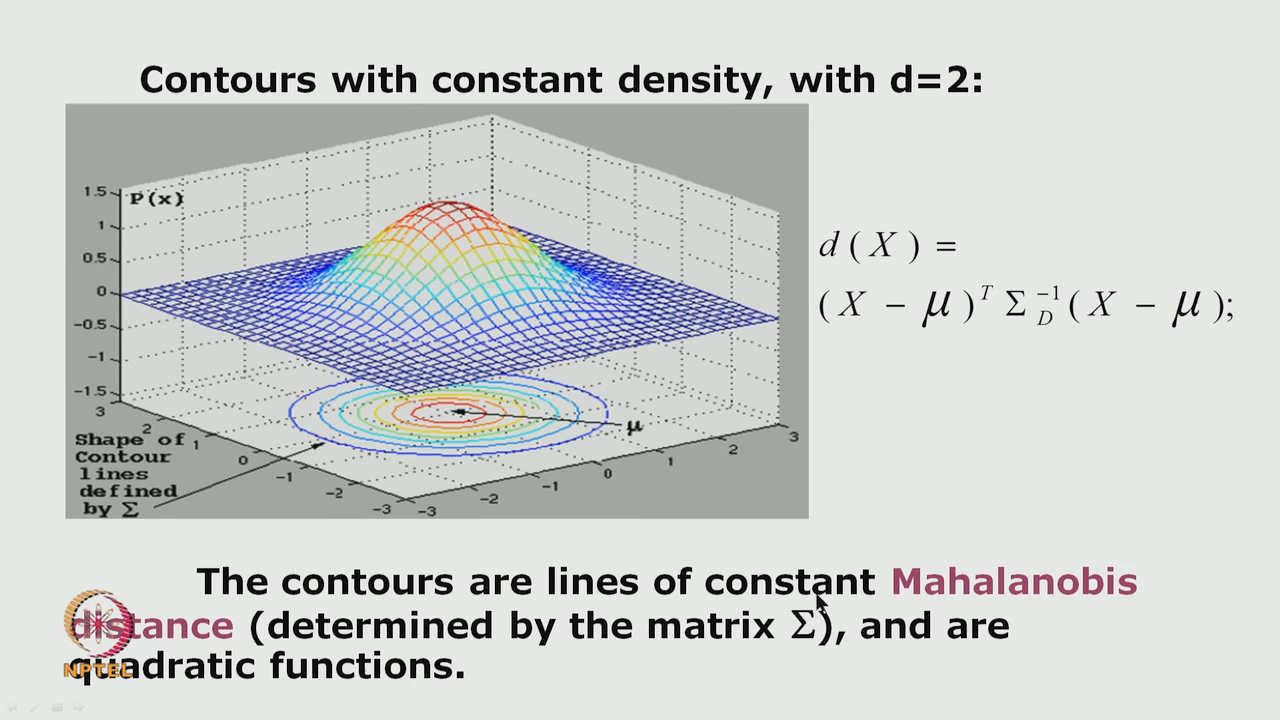 Contours with constant density, with d=2:
P(x)
1.5
1
0.5
0
−0.5
−1
−1.5
3
2
1
0
−1
−2
−3
−3
−2
−1
0
1
2
3
μ
Shape of
Contour
lines
defined
by Σ
d ( X ) =
( X − μ )ᵀ Σ_D⁻¹ ( X − μ );
The contours are lines of constant Mahalanobis
distance (determined by the matrix Σ), and are
quadratic functions.
NPTEL